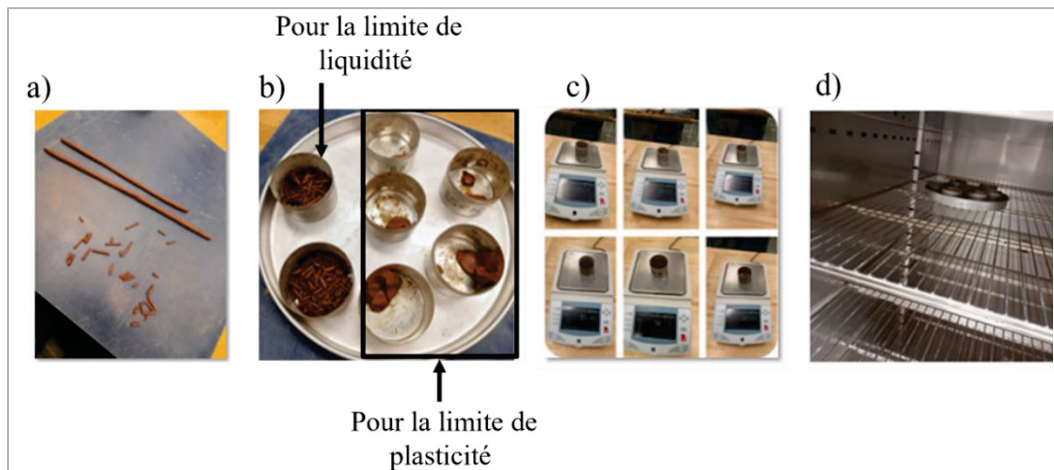 Pour la limite de
liquidité
a)
b)
c)
d)
Pour la limite de
plasticité